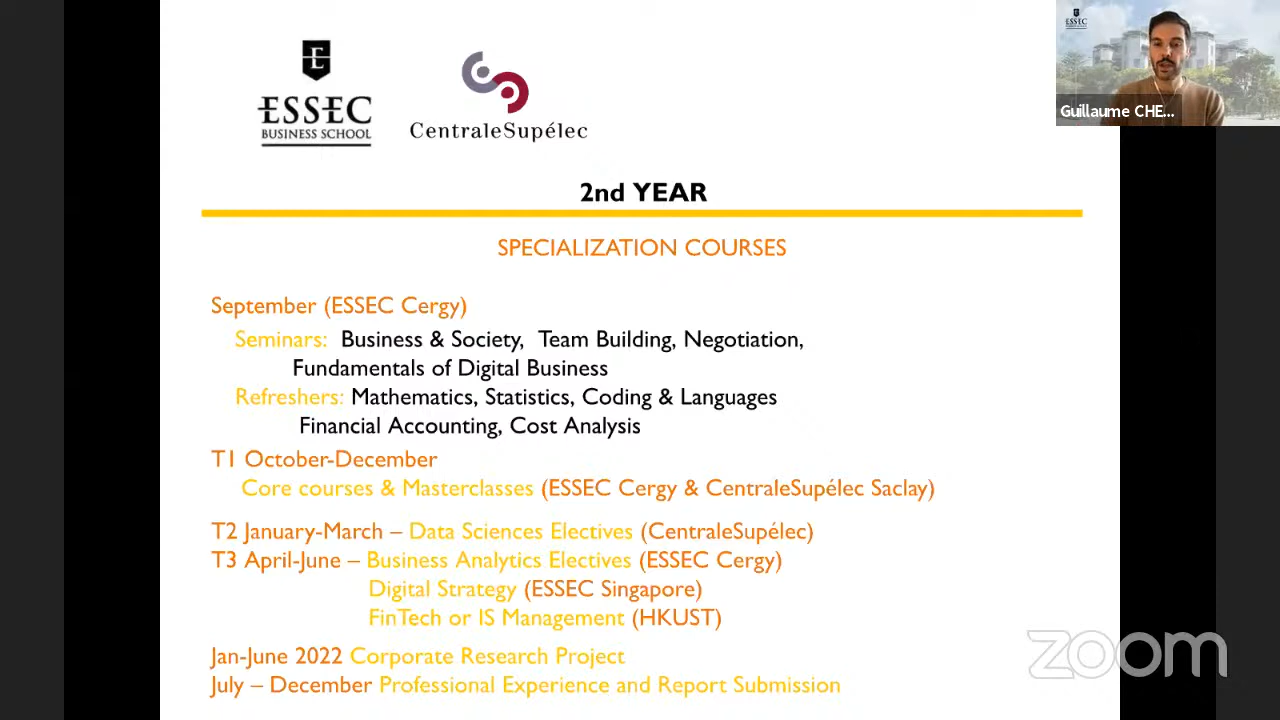 ESSEC
BUSINESS SCHOOL
CentraleSupélec
ESSEC
Guillaume CHE...
2nd YEAR
SPECIALIZATION COURSES
September (ESSEC Cergy)
Seminars: Business & Society, Team Building, Negotiation,
Fundamentals of Digital Business
Refreshers: Mathematics, Statistics, Coding & Languages
Financial Accounting, Cost Analysis
T1 October-December
Core courses & Masterclasses (ESSEC Cergy & CentraleSupélec Saclay)
T2 January-March – Data Sciences Electives (CentraleSupélec)
T3 April-June – Business Analytics Electives (ESSEC Cergy)
Digital Strategy (ESSEC Singapore)
FinTech or IS Management (HKUST)
Jan-June 2022 Corporate Research Project
July – December Professional Experience and Report Submission
zoom